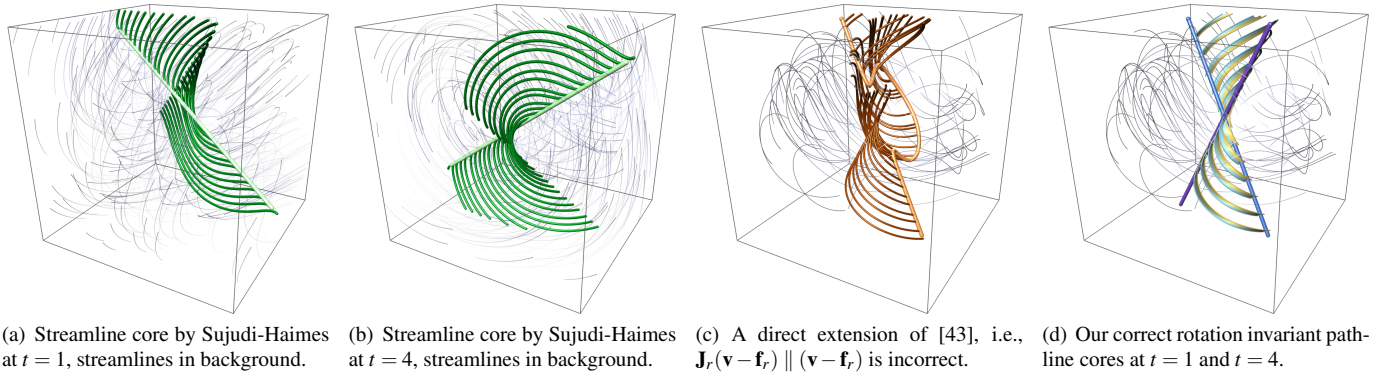 (a) Streamline core by Sujudi-Haimes
at t = 1, streamlines in background.
(b) Streamline core by Sujudi-Haimes
at t = 4, streamlines in background.
(c) A direct extension of [43], i.e.,
J_r(v − f_r) ∥ (v − f_r) is incorrect.
(d) Our correct rotation invariant path-
line cores at t = 1 and t = 4.